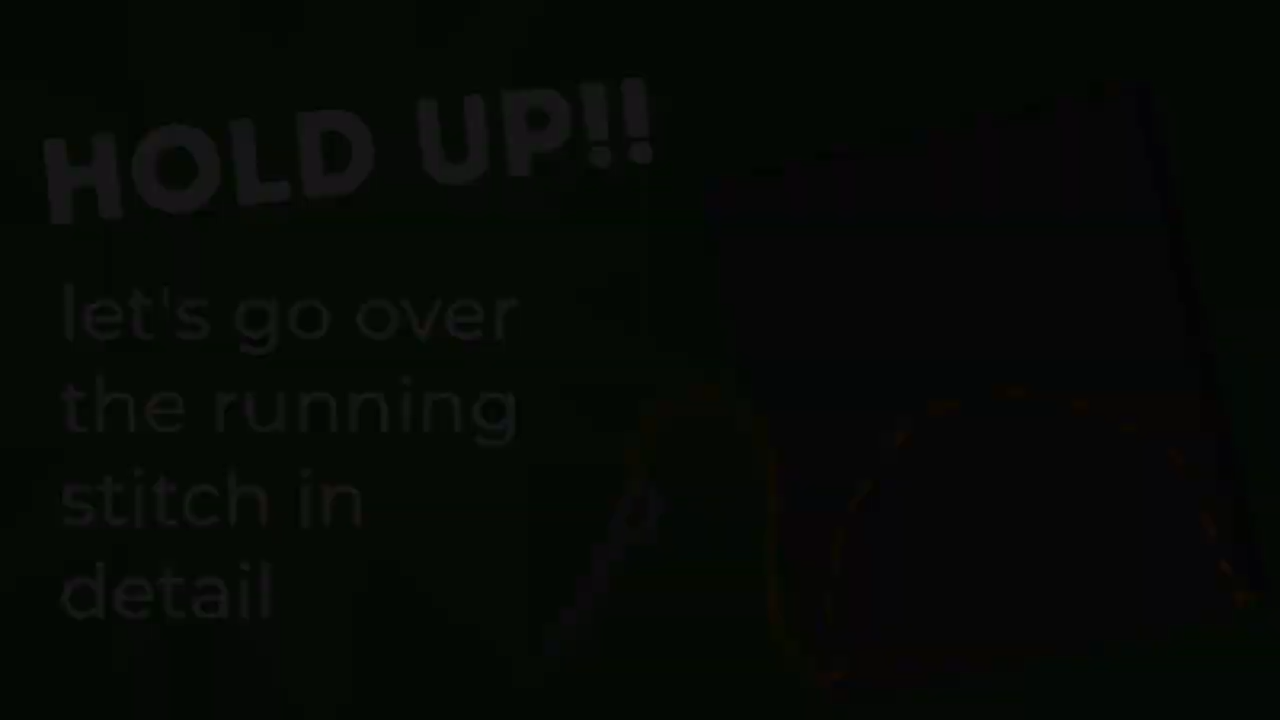 HOLD UP!!
let's go over
the running
stitch in
detail